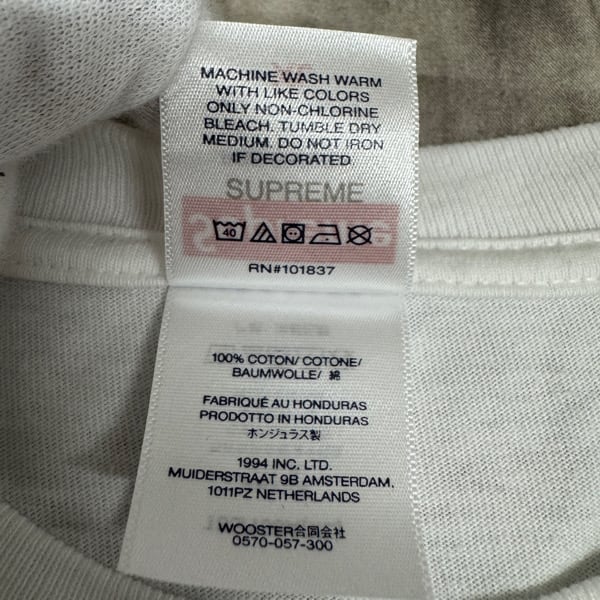 MACHINE WASH WARM
WITH LIKE COLORS
ONLY NON-CHLORINE
BLEACH. TUMBLE DRY
MEDIUM. DO NOT IRON
IF DECORATED
SUPREME
40
RN#101837
100% COTON/ COTONE/
BAUMWOLLE/ 綿
FABRIQUÉ AU HONDURAS
PRODOTTO IN HONDURAS
ホンジュラス製
1994 INC. LTD.
MUIDERSTRAAT 9B AMSTERDAM,
1011PZ NETHERLANDS
WOOSTER合同会社
0570-057-300